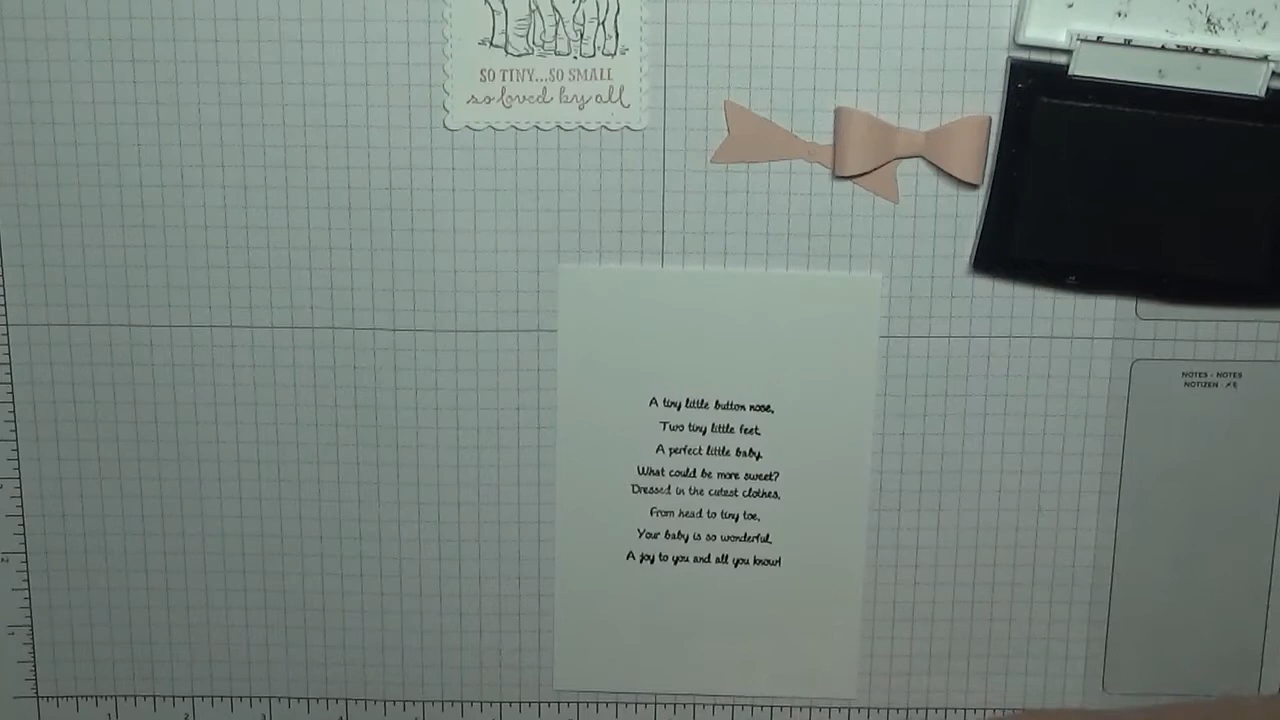 SO TINY...SO SMALL
so loved by all
NOTES - NOTES
NOTIZEN -
A tiny little button nose,
Two tiny little feet.
A perfect little baby.
What could be more sweet?
Dressed in the cutest clothes,
From head to tiny toe,
Your baby is so wonderful.
A joy to you and all you know!